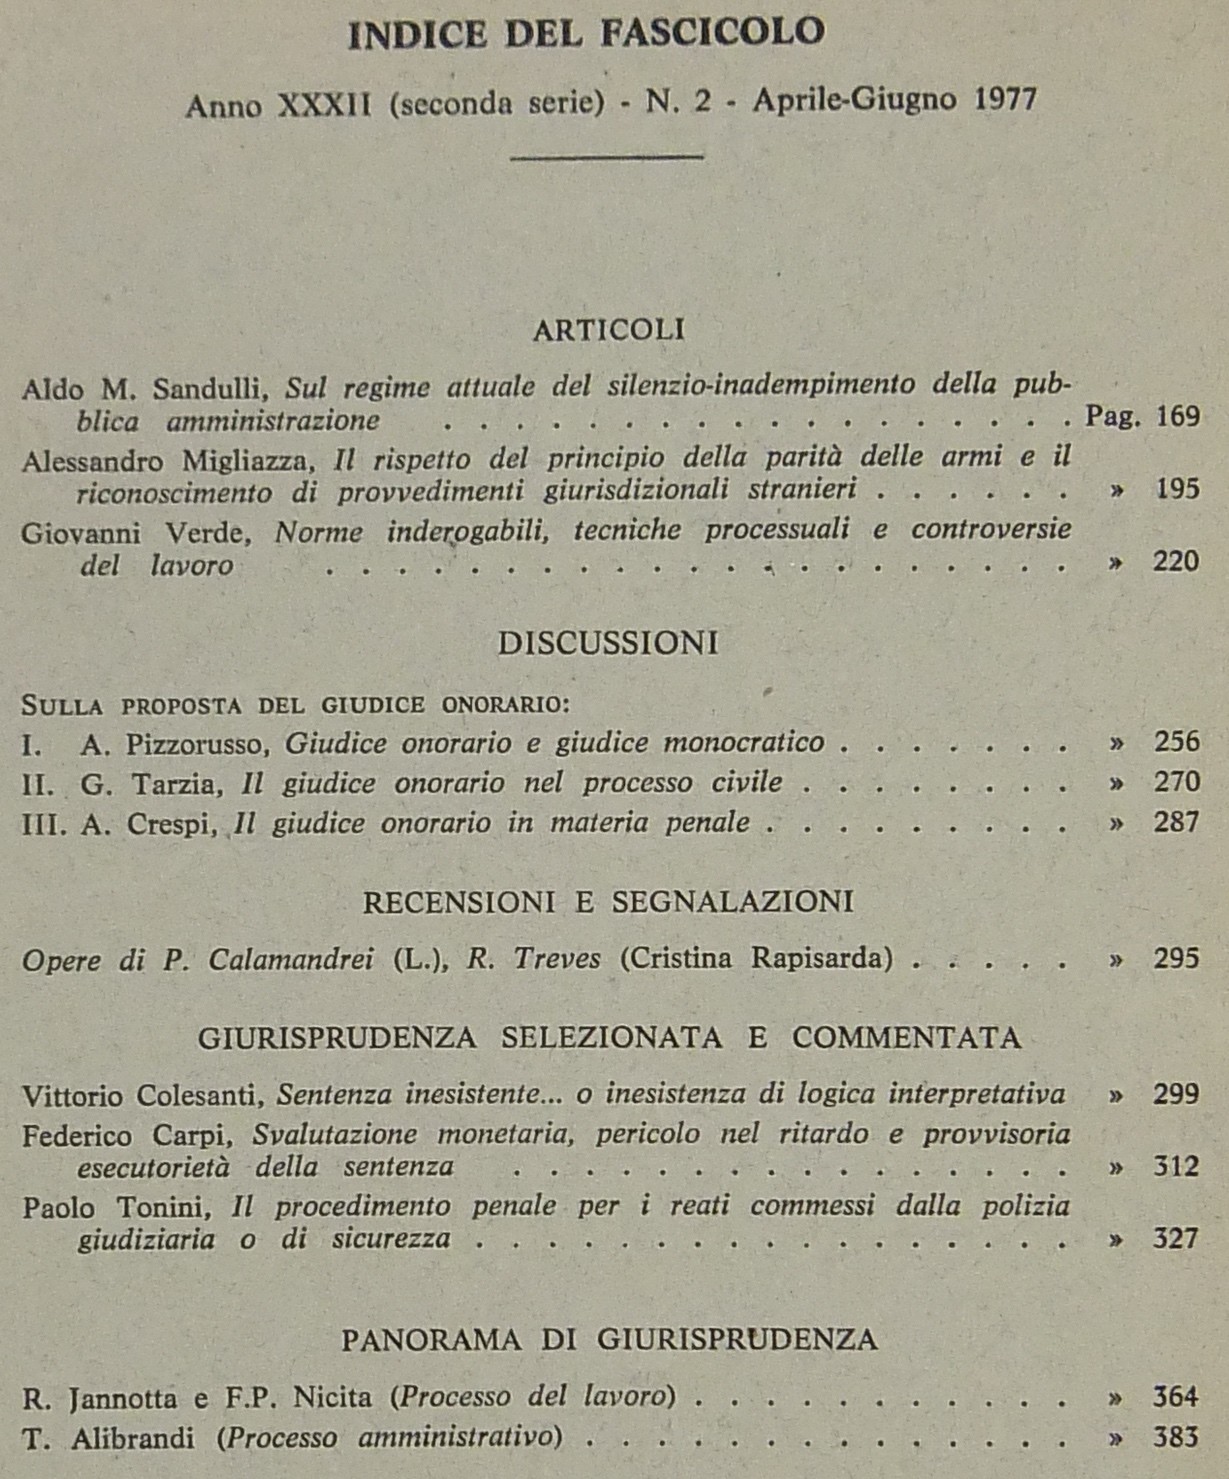 INDICE DEL FASCICOLO
Anno XXXII (seconda serie) - N. 2 - Aprile-Giugno 1977
ARTICOLI
Aldo M. Sandulli, Sul regime attuale del silenzio-inadempimento della pub-
blica amministrazione . . . . . . . . . . . . . . . . . . Pag. 169
Alessandro Migliazza, Il rispetto del principio della parità delle armi e il
riconoscimento di provvedimenti giurisdizionali stranieri . . . . . . » 195
Giovanni Verde, Norme inderogabili, tecniche processuali e controversie
del lavoro . . . . . . . . . . . . . . . . . . . . . » 220
DISCUSSIONI
SULLA PROPOSTA DEL GIUDICE ONORARIO:
I. A. Pizzorusso, Giudice onorario e giudice monocratico . . . . . . . » 256
II. G. Tarzia, Il giudice onorario nel processo civile . . . . . . . . » 270
III. A. Crespi, Il giudice onorario in materia penale . . . . . . . . . » 287
RECENSIONI E SEGNALAZIONI
Opere di P. Calamandrei (L.), R. Treves (Cristina Rapisarda) . . . . . » 295
GIURISPRUDENZA SELEZIONATA E COMMENTATA
Vittorio Colesanti, Sentenza inesistente... o inesistenza di logica interpretativa » 299
Federico Carpi, Svalutazione monetaria, pericolo nel ritardo e provvisoria
esecutorietà della sentenza . . . . . . . . . . . . . . . . » 312
Paolo Tonini, Il procedimento penale per i reati commessi dalla polizia
giudiziaria o di sicurezza . . . . . . . . . . . . . . . . . » 327
PANORAMA DI GIURISPRUDENZA
R. Jannotta e F.P. Nicita (Processo del lavoro) . . . . . . . . . . . » 364
T. Alibrandi (Processo amministrativo) . . . . . . . . . . . . . . » 383